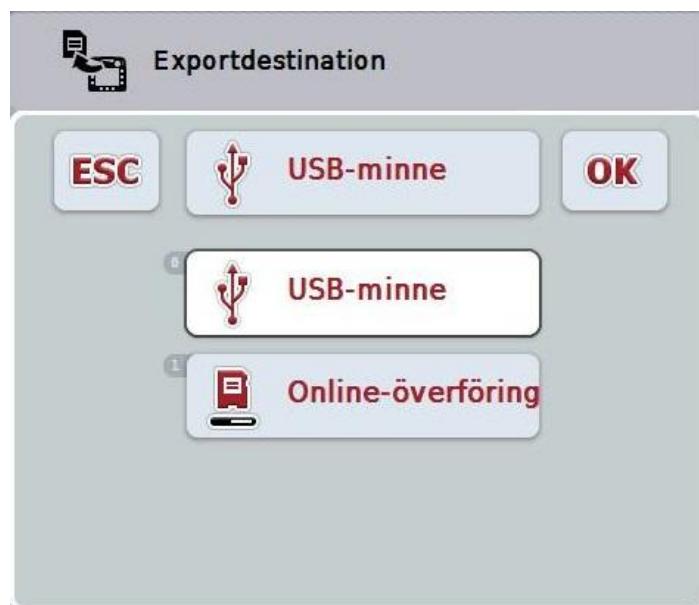 Exportdestination
ESC
USB-minne
OK
0
USB-minne
1
Online-överföring